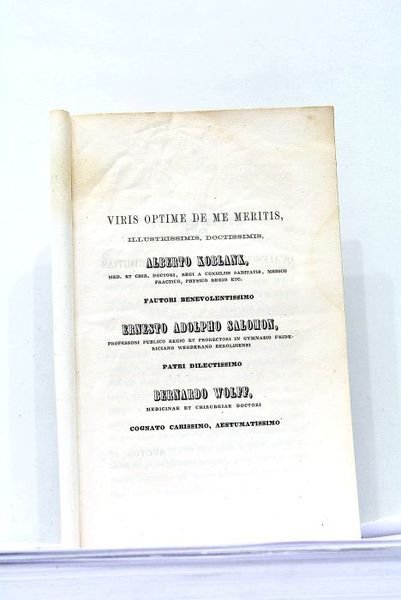 VIRIS OPTIME DE ME MERITIS,
ILLUSTRISSIMIS, DOCTISSIMIS,
ALBERTO KOBLANK,
MED. ET CHIR. DOCTORI, REGI A CONSILIIS SANITATIS, MEDICO
PRACTICO, PHYSICO REGIO ETC.
FAUTORI BENEVOLENTISSIMO
ERNESTO ADOLPHO SALOMON,
PROFESSORI PUBLICO REGIO ET PRORECTORI IN GYMNASIO FRIDE-
RICIANO WERDERANO BEROLINENSI
PATRI DILECTISSIMO
BERNARDO WOLFF,
MEDICINAE ET CHIRURGIAE DOCTORI
COGNATO CARISSIMO, AESTUMATISSIMO